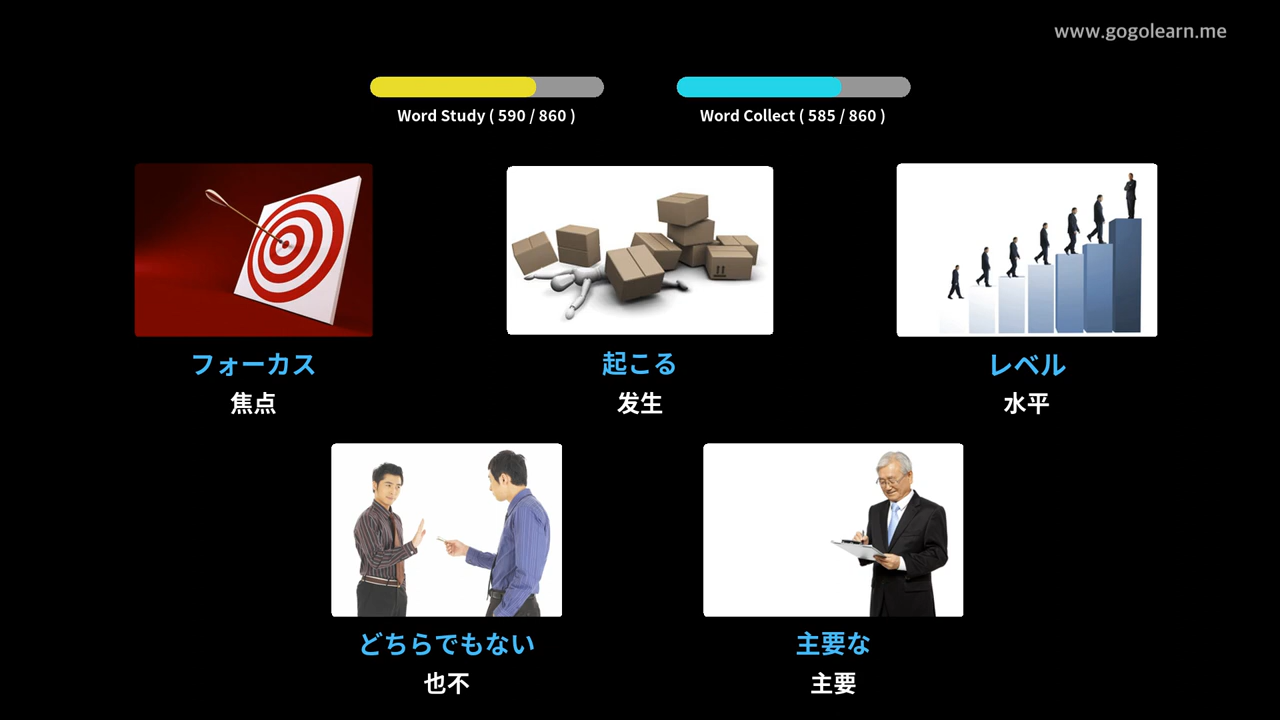 www.gogolearn.me
Word Study ( 590 / 860 )
Word Collect ( 585 / 860 )
フォーカス
焦点
起こる
发生
レベル
水平
どちらでもない
也不
主要な
主要